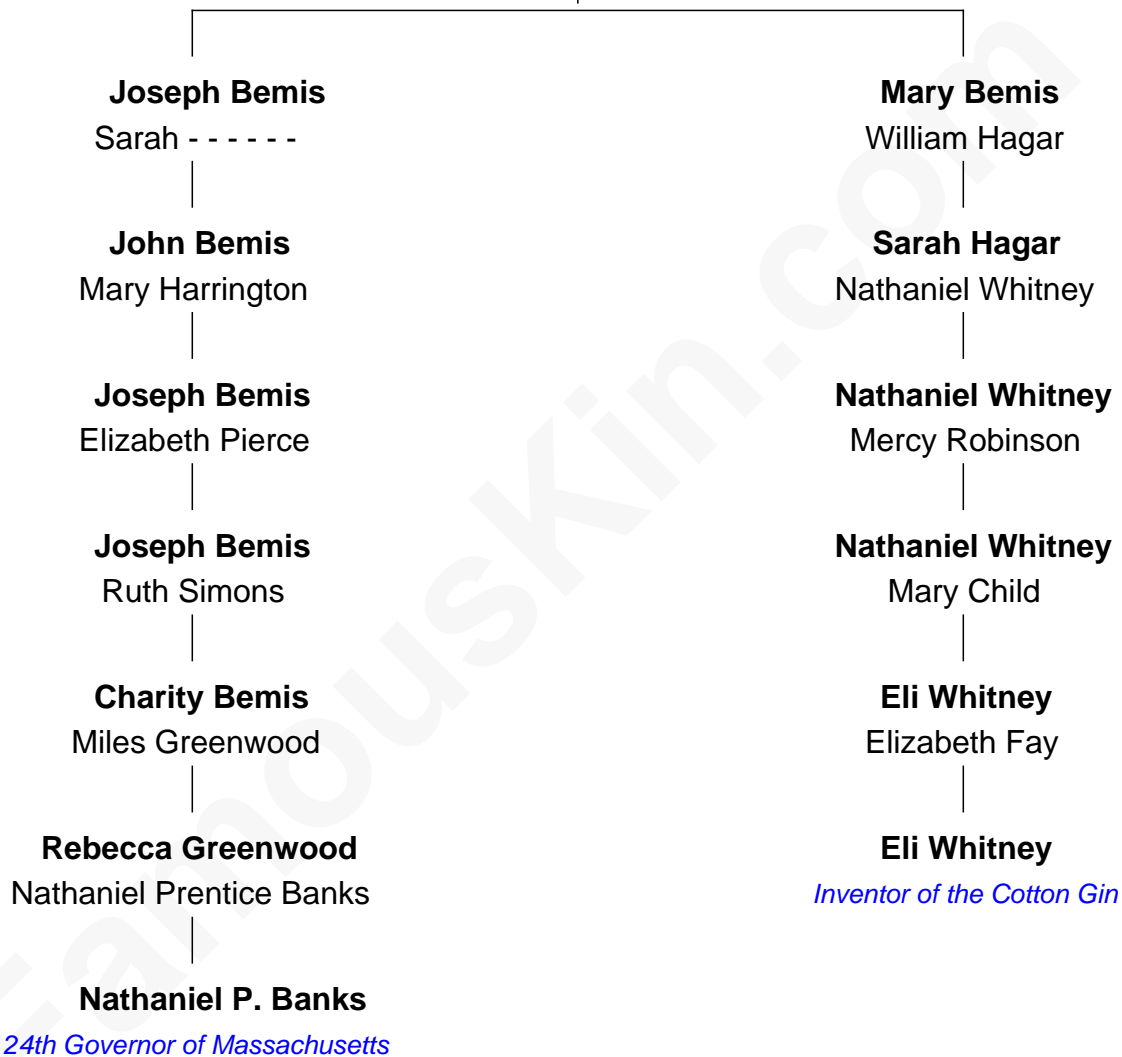 Joseph Bemis
Sarah - - - - - -
John Bemis
Mary Harrington
Joseph Bemis
Elizabeth Pierce
Joseph Bemis
Ruth Simons
Charity Bemis
Miles Greenwood
Rebecca Greenwood
Nathaniel Prentice Banks
Nathaniel P. Banks
24th Governor of Massachusetts
Mary Bemis
William Hagar
Sarah Hagar
Nathaniel Whitney
Nathaniel Whitney
Mercy Robinson
Nathaniel Whitney
Mary Child
Eli Whitney
Elizabeth Fay
Eli Whitney
Inventor of the Cotton Gin
FamousKin.com